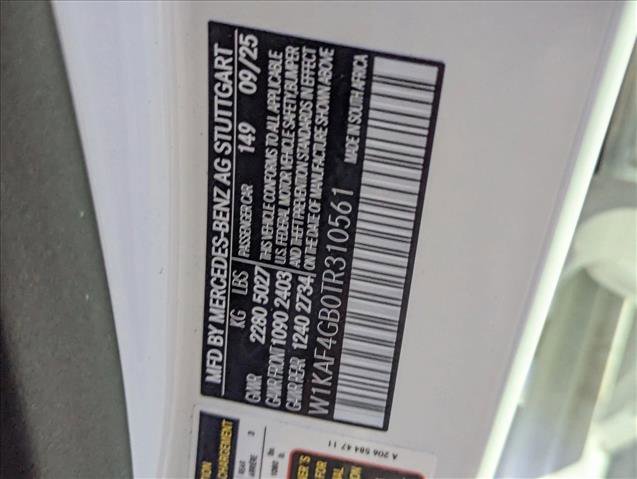 MFD BY MERCEDES-BENZ AG STUTTGART
KG LBS PASSENGER CAR 149 09/25
GMR 2280 5027
GAWR FRONT 1090 2403
GAWR REAR 1240 2734
THIS VEHICLE CONFORMS TO ALL APPLICABLE
U.S. FEDERAL MOTOR VEHICLE SAFETY, BUMPER
AND THEFT PREVENTION STANDARDS IN EFFECT
ON THE DATE OF MANUFACTURE SHOWN ABOVE
W1KAF4GB0TR310561 MADE IN SOUTH AFRICA
A 206 584 47 11